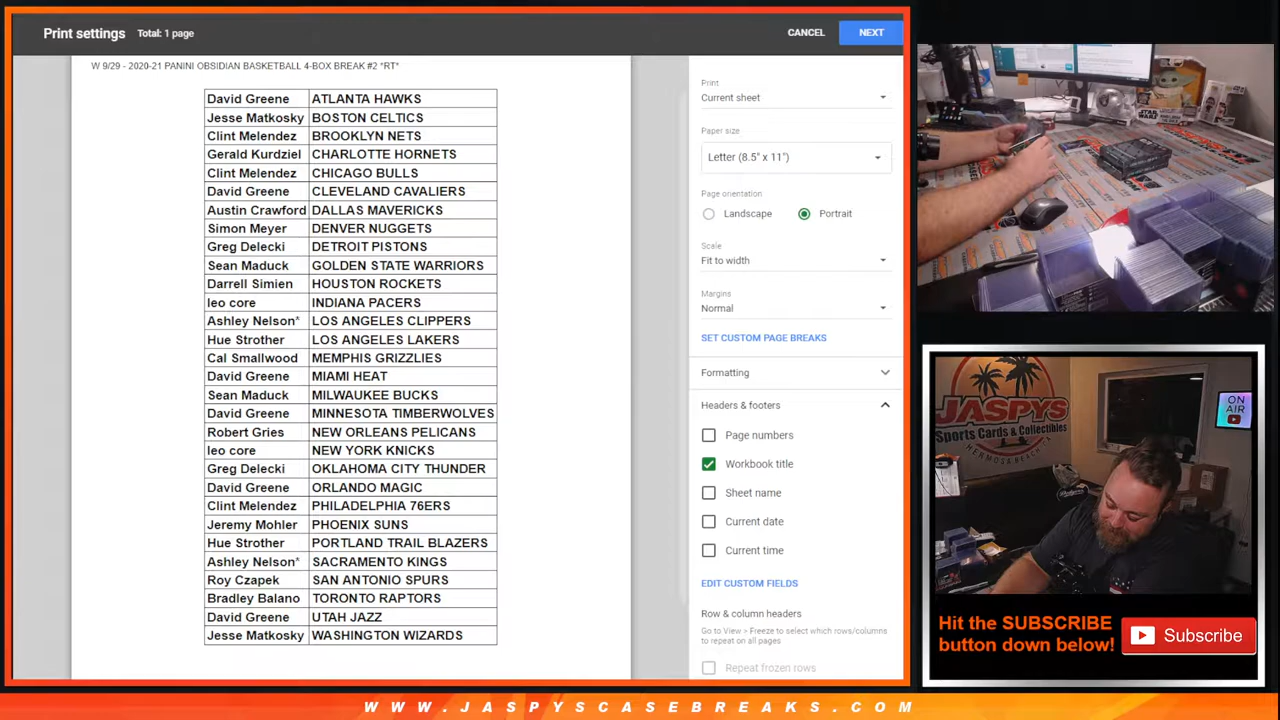 Print settings
Total: 1 page
CANCEL
NEXT
W 9/29 - 2020-21 PANINI OBSIDIAN BASKETBALL 4-BOX BREAK #2 *RT*
David Greene ATLANTA HAWKS
Jesse Matkosky BOSTON CELTICS
Clint Melendez BROOKLYN NETS
Gerald Kurdziel CHARLOTTE HORNETS
Clint Melendez CHICAGO BULLS
David Greene CLEVELAND CAVALIERS
Austin Crawford DALLAS MAVERICKS
Simon Meyer DENVER NUGGETS
Greg Delecki DETROIT PISTONS
Sean Maduck GOLDEN STATE WARRIORS
Darrell Simien HOUSTON ROCKETS
leo core INDIANA PACERS
Ashley Nelson* LOS ANGELES CLIPPERS
Hue Strother LOS ANGELES LAKERS
Cal Smallwood MEMPHIS GRIZZLIES
David Greene MIAMI HEAT
Sean Maduck MILWAUKEE BUCKS
David Greene MINNESOTA TIMBERWOLVES
Robert Gries NEW ORLEANS PELICANS
leo core NEW YORK KNICKS
Greg Delecki OKLAHOMA CITY THUNDER
David Greene ORLANDO MAGIC
Clint Melendez PHILADELPHIA 76ERS
Jeremy Mohler PHOENIX SUNS
Hue Strother PORTLAND TRAIL BLAZERS
Ashley Nelson* SACRAMENTO KINGS
Roy Czapek SAN ANTONIO SPURS
Bradley Balano TORONTO RAPTORS
David Greene UTAH JAZZ
Jesse Matkosky WASHINGTON WIZARDS
Print
Current sheet
Paper size
Letter (8.5" x 11")
Page orientation
Landscape
Portrait
Scale
Fit to width
Margins
Normal
SET CUSTOM PAGE BREAKS
Formatting
Headers & footers
Page numbers
Workbook title
Sheet name
Current date
Current time
EDIT CUSTOM FIELDS
Row & column headers
Go to View > Freeze to select which rows/columns
to repeat on all pages
Repeat frozen rows
STAR
WARS
JASPYS
Sports Cards & Collectibles
HERMOSA BEACH
ON
AIR
Hit the SUBSCRIBE
button down below!
Subscribe
WWW.JASPYSCASEBREAKS.COM